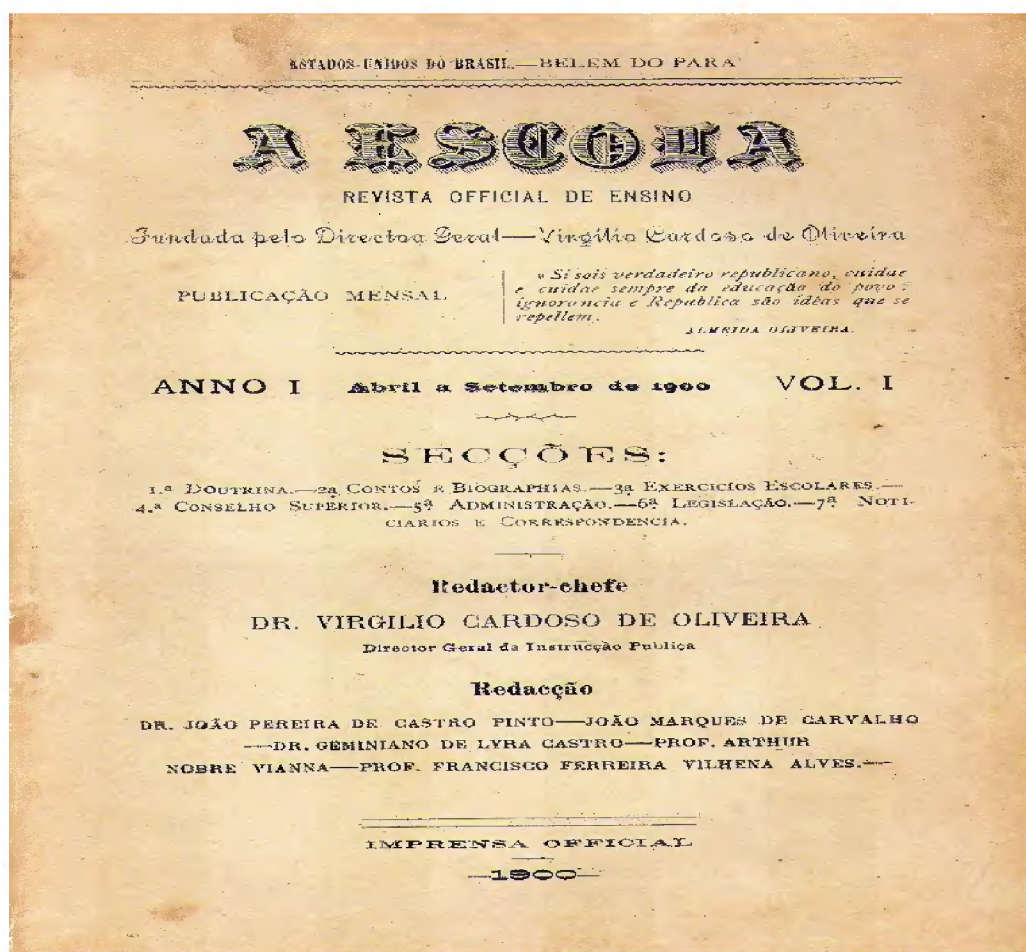 ESTADOS-UNIDOS DO BRASIL.—BELEM DO PARA'
A ESCOLA
REVISTA OFFICIAL DE ENSINO
Fundada pelo Director Geral—Virgilio Cardoso de Oliveira
PUBLICAÇÃO MENSAL
« Si sois verdadeiro republicano, cuidae
e cuidae sempre da educação do povo:
ignorancia e Republica são idéas que se
repellem.
ALMEIDA OLIVEIRA.
ANNO I Abril a Setembro de 1900 VOL. I
SECÇÕES:
1.ª DOUTRINA.—2ª CONTOS E BIOGRAPHIAS.—3ª EXERCICIOS ESCOLARES.—
4.ª CONSELHO SUPERIOR.—5ª ADMINISTRAÇÃO.—6ª LEGISLAÇÃO.—7ª NOTI-
CIARIOS E CORRESPONDENCIA.
Redactor-chefe
DR. VIRGILIO CARDOSO DE OLIVEIRA
Director Geral da Instrucção Publica
Redacção
DR. JOÃO PEREIRA DE CASTRO PINTO—JOÃO MARQUES DE CARVALHO
—DR. GEMINIANO DE LYRA CASTRO—PROF. ARTHUR
NOBRE VIANNA—PROF. FRANCISCO FERREIRA VILHENA ALVES.—
IMPRENSA OFFICIAL
—1900—